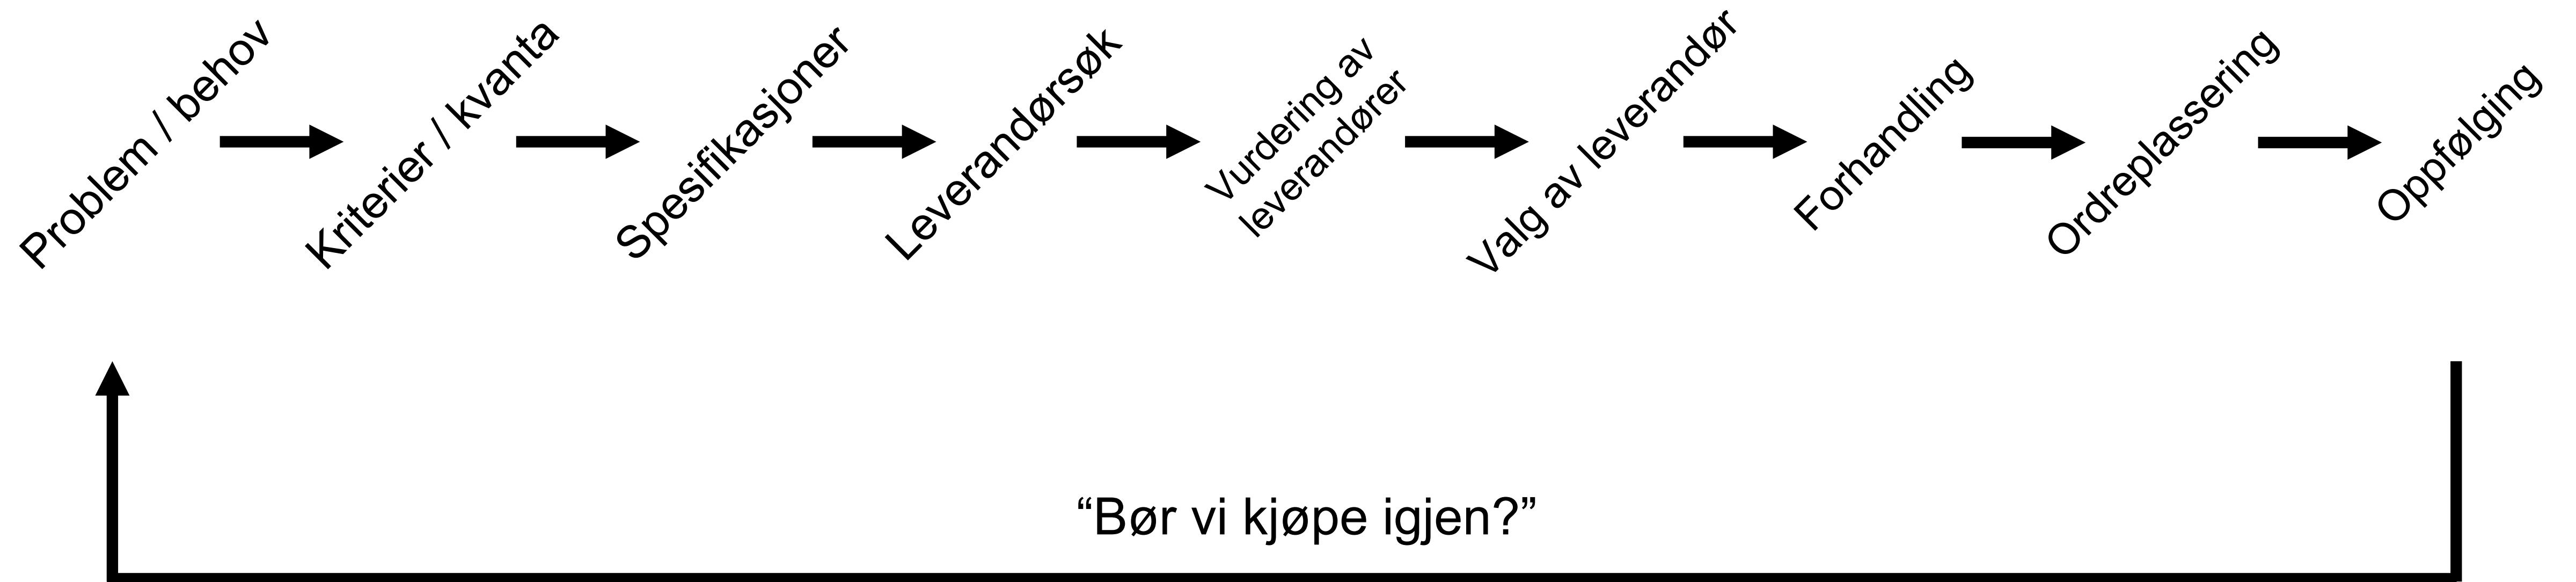 Problem / behov
Kriterier / kvanta
Spesifikasjoner
Leverandørsøk
Vurdering av
leverandører
Valg av leverandør
Forhandling
Ordreplassering
Oppfølging
“Bør vi kjøpe igjen?”